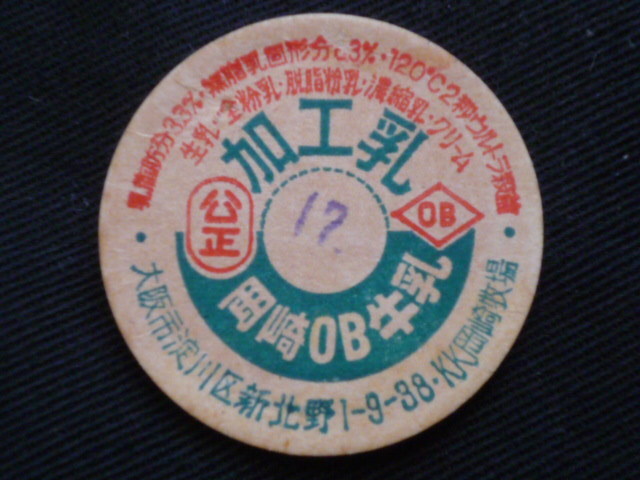 乳脂肪分3.3%・無脂乳固形分8.3%・120℃2秒ウルトラ殺菌
生乳・全粉乳・脱脂粉乳・濃縮乳・クリーム
加工乳
公正
OB
17.
岡崎OB牛乳
・大阪市淀川区新北野1-9-38・KK岡崎牧場・